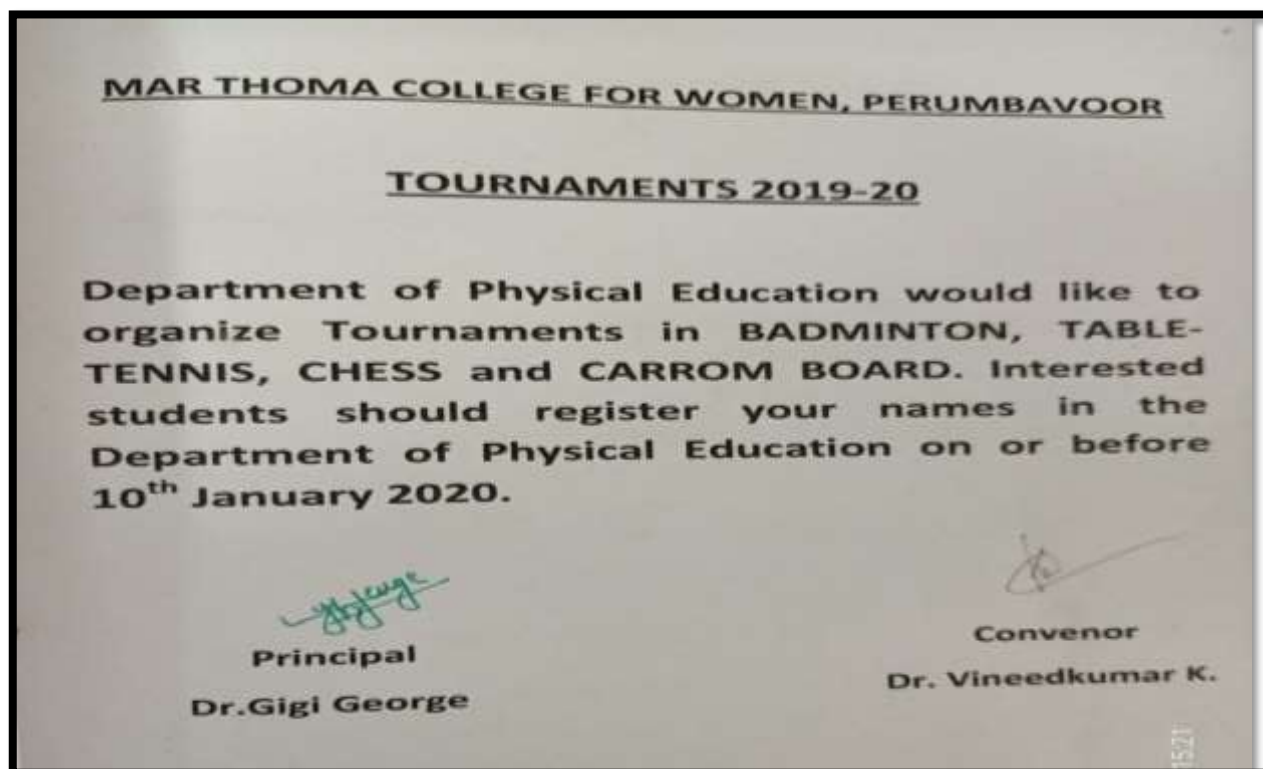 MAR THOMA COLLEGE FOR WOMEN, PERUMBAVOOR
TOURNAMENTS 2019-20
Department of Physical Education would like to
organize Tournaments in BADMINTON, TABLE-
TENNIS, CHESS and CARROM BOARD. Interested
students should register your names in the
Department of Physical Education on or before
10th January 2020.
Principal
Dr.Gigi George
Convenor
Dr. Vineedkumar K.
15:21